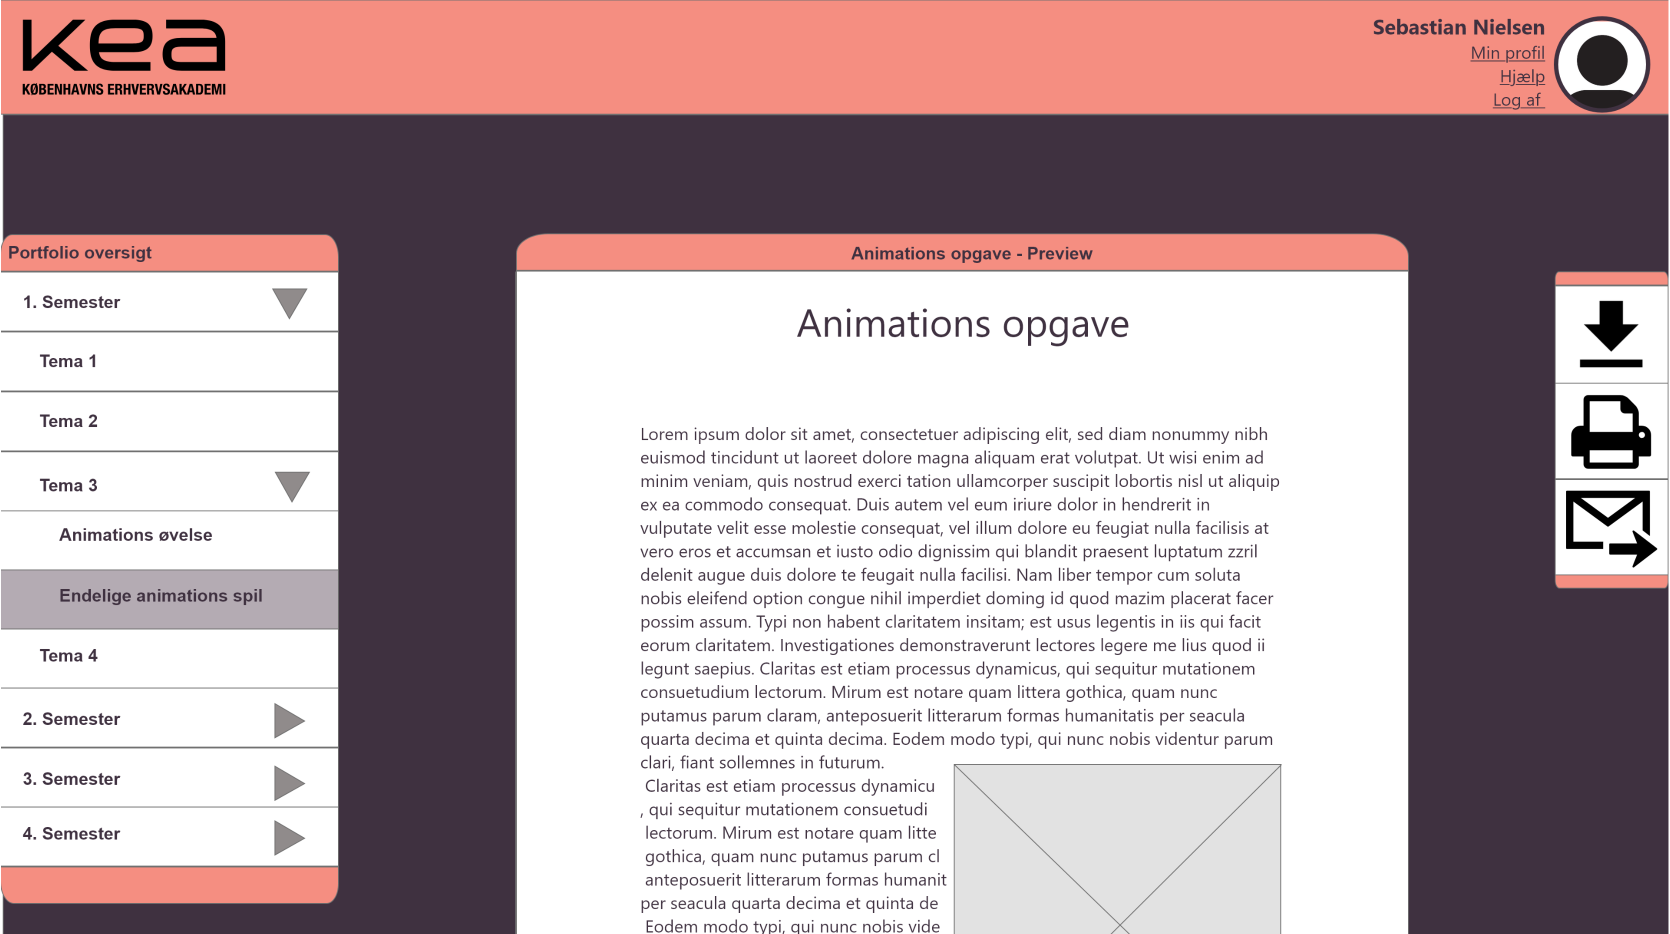 kea
KØBENHAVNS ERHVERVSAKADEMI
Sebastian Nielsen
Min profil
Hjælp
Log af
Portfolio oversigt
1. Semester
Tema 1
Tema 2
Tema 3
Animations øvelse
Endelige animations spil
Tema 4
2. Semester
3. Semester
4. Semester
Animations opgave - Preview
Animations opgave
Lorem ipsum dolor sit amet, consectetuer adipiscing elit, sed diam nonummy nibh
euismod tincidunt ut laoreet dolore magna aliquam erat volutpat. Ut wisi enim ad
minim veniam, quis nostrud exerci tation ullamcorper suscipit lobortis nisl ut aliquip
ex ea commodo consequat. Duis autem vel eum iriure dolor in hendrerit in
vulputate velit esse molestie consequat, vel illum dolore eu feugiat nulla facilisis at
vero eros et accumsan et iusto odio dignissim qui blandit praesent luptatum zzril
delenit augue duis dolore te feugait nulla facilisi. Nam liber tempor cum soluta
nobis eleifend option congue nihil imperdiet doming id quod mazim placerat facer
possim assum. Typi non habent claritatem insitam; est usus legentis in iis qui facit
eorum claritatem. Investigationes demonstraverunt lectores legere me lius quod ii
legunt saepius. Claritas est etiam processus dynamicus, qui sequitur mutationem
consuetudium lectorum. Mirum est notare quam littera gothica, quam nunc
putamus parum claram, anteposuerit litterarum formas humanitatis per seacula
quarta decima et quinta decima. Eodem modo typi, qui nunc nobis videntur parum
clari, fiant sollemnes in futurum.
Claritas est etiam processus dynamicu
, qui sequitur mutationem consuetudi
lectorum. Mirum est notare quam litte
gothica, quam nunc putamus parum cl
anteposuerit litterarum formas humanit
per seacula quarta decima et quinta de
Eodem modo typi, qui nunc nobis vide